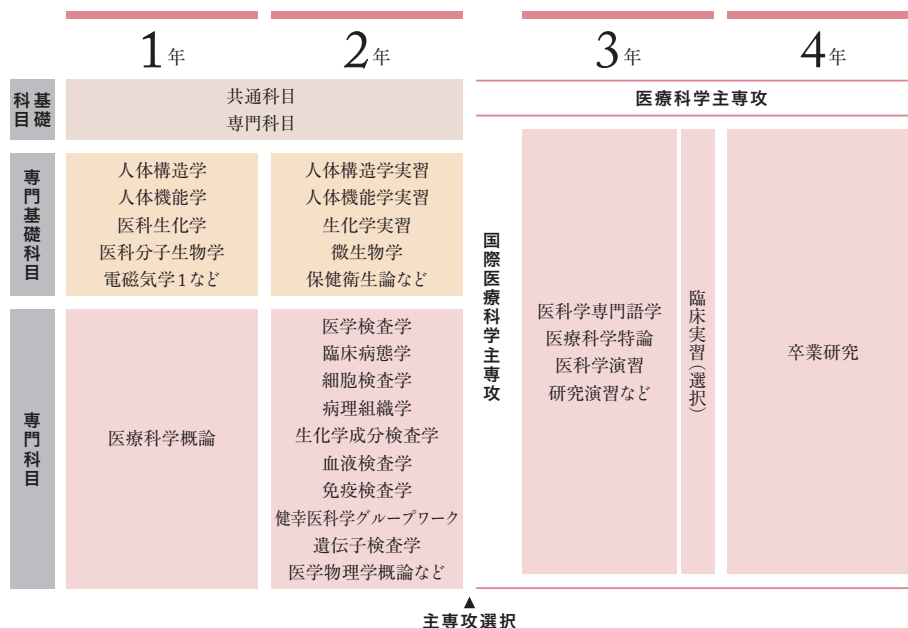 1年
2年
3年
4年
基礎科目
共通科目
専門科目
専門基礎科目
人体構造学
人体機能学
医科生化学
医科分子生物学
電磁気学1など
人体構造学実習
人体機能学実習
生化学実習
微生物学
保健衛生論など
専門科目
医療科学概論
医学検査学
臨床病態学
細胞検査学
病理組織学
生化学成分検査学
血液検査学
免疫検査学
健幸医科学グループワーク
遺伝子検査学
医学物理学概論など
主専攻選択
医療科学主専攻
国際医療科学主専攻
医科学専門語学
医療科学特論
医科学演習
研究演習など
臨床実習(選択)
卒業研究